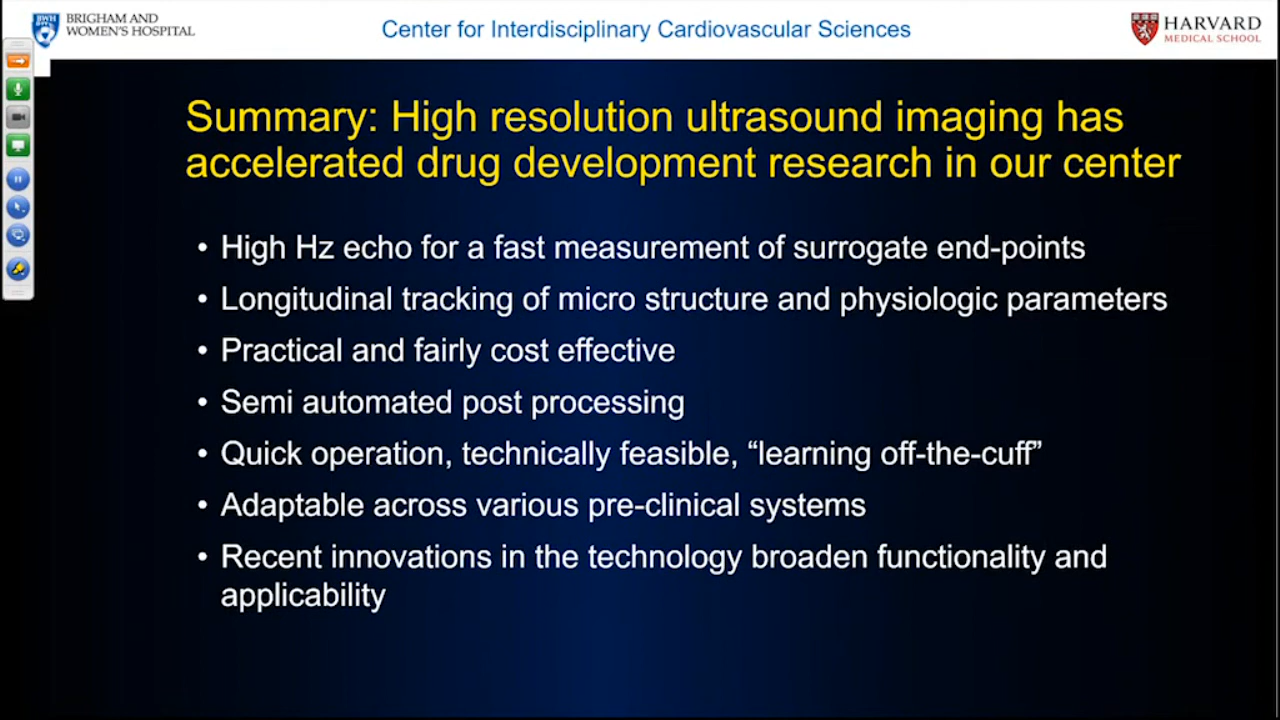 BRIGHAM AND
WOMEN'S HOSPITAL
Center for Interdisciplinary Cardiovascular Sciences
HARVARD
MEDICAL SCHOOL
Summary: High resolution ultrasound imaging has
accelerated drug development research in our center
• High Hz echo for a fast measurement of surrogate end-points
• Longitudinal tracking of micro structure and physiologic parameters
• Practical and fairly cost effective
• Semi automated post processing
• Quick operation, technically feasible, “learning off-the-cuff”
• Adaptable across various pre-clinical systems
• Recent innovations in the technology broaden functionality and
applicability